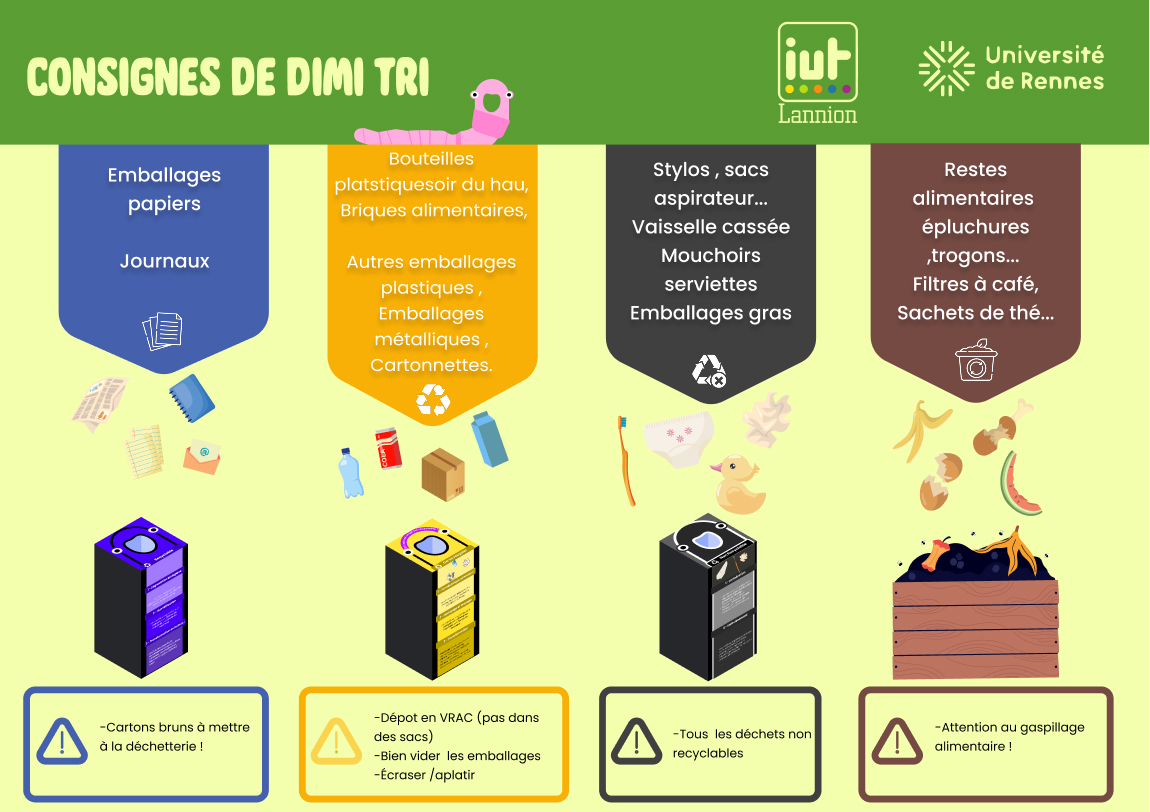 CONSIGNES DE DIMI TRI
iut
Lannion
Université
de Rennes
Emballages
papiers
Journaux
Bouteilles
platstiquesoir du hau,
Briques alimentaires,
Autres emballages
plastiques ,
Emballages
métalliques ,
Cartonnettes.
Stylos , sacs
aspirateur...
Vaisselle cassée
Mouchoirs
serviettes
Emballages gras
Restes
alimentaires
épluchures
,trogons...
Filtres à café,
Sachets de thé...
-Cartons bruns à mettre
à la déchetterie !
-Dépot en VRAC (pas dans
des sacs)
-Bien vider les emballages
-Écraser /aplatir
-Tous les déchets non
recyclables
-Attention au gaspillage
alimentaire !